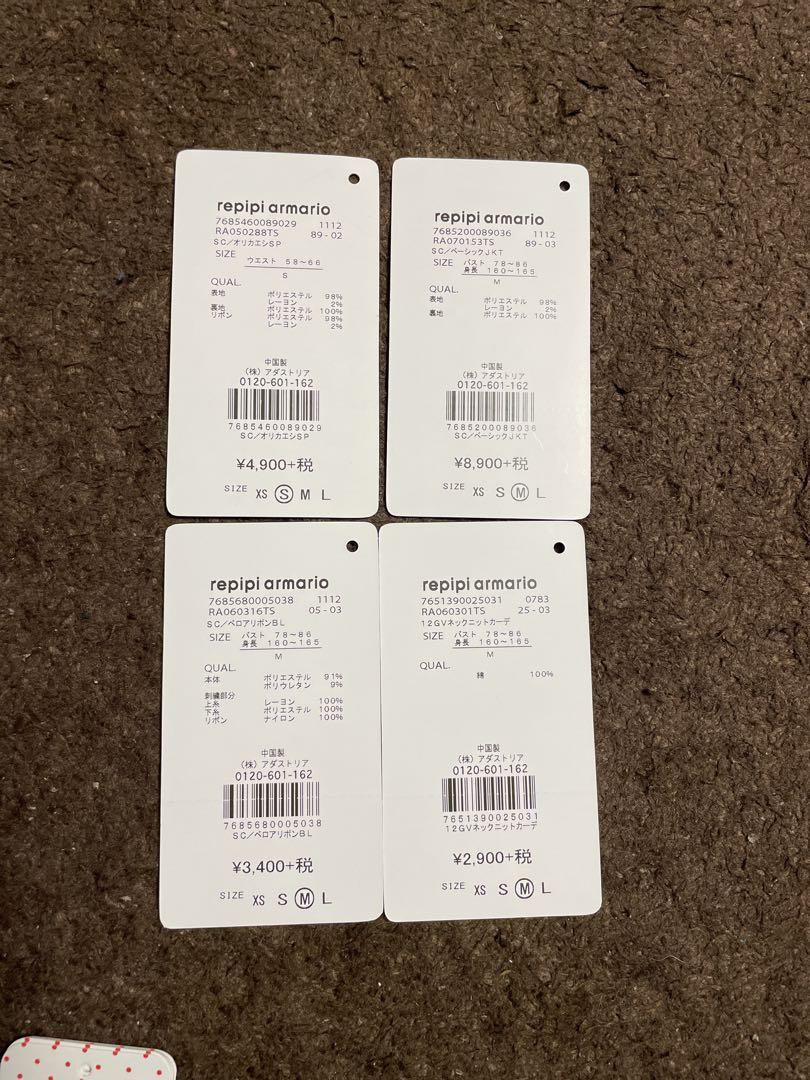 repipi armario
7685460089029 1112
RA050288TS 89-02
SC/オリカエシSP
SIZE ウエスト 58~66
S
QUAL.
表地 ポリエステル 98%
レーヨン 2%
裏地 ポリエステル 100%
リボン ポリエステル 98%
レーヨン 2%
中国製
(株)アダストリア
0120-601-162
7685460089029
SC/オリカエシSP
¥4,900+税
SIZE XS S M L
repipi armario
7685200089036 1112
RA070153TS 89-03
SC/ベーシックJKT
SIZE バスト 78~86
身長 160~165
M
QUAL.
表地 ポリエステル 98%
レーヨン 2%
裏地 ポリエステル 100%
中国製
(株)アダストリア
0120-601-162
7685200089036
SC/ベーシックJKT
¥8,900+税
SIZE XS S M L
repipi armario
7685680005038 1112
RA060316TS 05-03
SC/ベロアリボンBL
SIZE バスト 78~86
身長 160~165
M
QUAL.
本体 ポリエステル 91%
ポリウレタン 9%
刺繍部分
上糸 レーヨン 100%
下糸 ポリエステル 100%
リボン ナイロン 100%
中国製
(株)アダストリア
0120-601-162
7685680005038
SC/ベロアリボンBL
¥3,400+税
SIZE XS S M L
repipi armario
7651390025031 0783
RA060301TS 25-03
12GVネックニットカーデ
SIZE バスト 78~86
身長 160~165
M
QUAL.
綿 100%
中国製
(株)アダストリア
0120-601-162
7651390025031
12GVネックニットカーデ
¥2,900+税
SIZE XS S M L